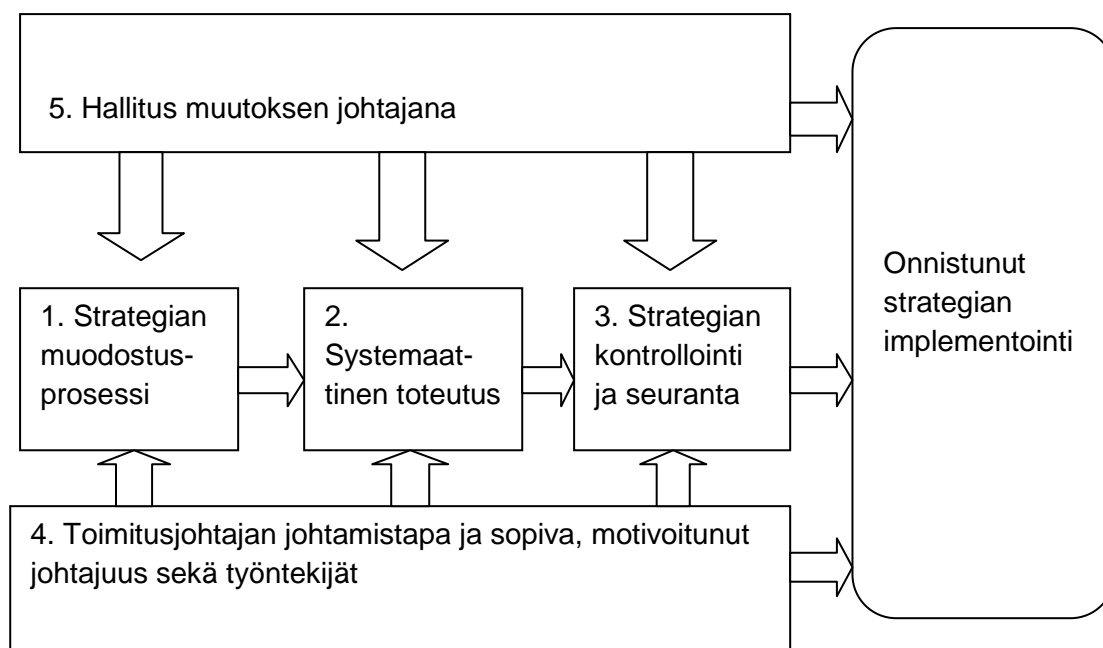 5. Hallitus muutoksen johtajana
1. Strategian
muodostus-
prosessi
2.
Systemaat-
tinen toteutus
3. Strategian
kontrollointi
ja seuranta
Onnistunut
strategian
implementointi
4. Toimitusjohtajan johtamistapa ja sopiva, motivoitunut
johtajuus sekä työntekijät